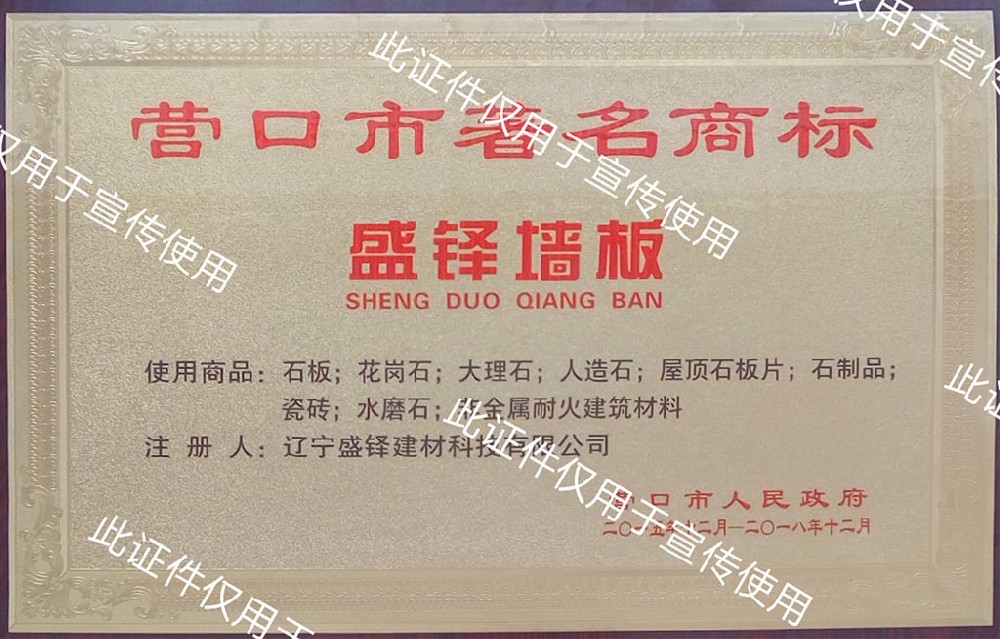 营口市著名商标
盛铎墙板
SHENG DUO QIANG BAN
使用商品：石板；花岗石；大理石；人造石；屋顶石板片；石制品；
瓷砖；水磨石；非金属耐火建筑材料
注 册 人：辽宁盛铎建材科技有限公司
营口市人民政府
二〇一五年十二月—二〇一八年十二月
此证件仅用于宣传使用
仅用于宣传使用
仅用于宣传使
此证件仅用于宣传使用
此证件仅用于
此证件